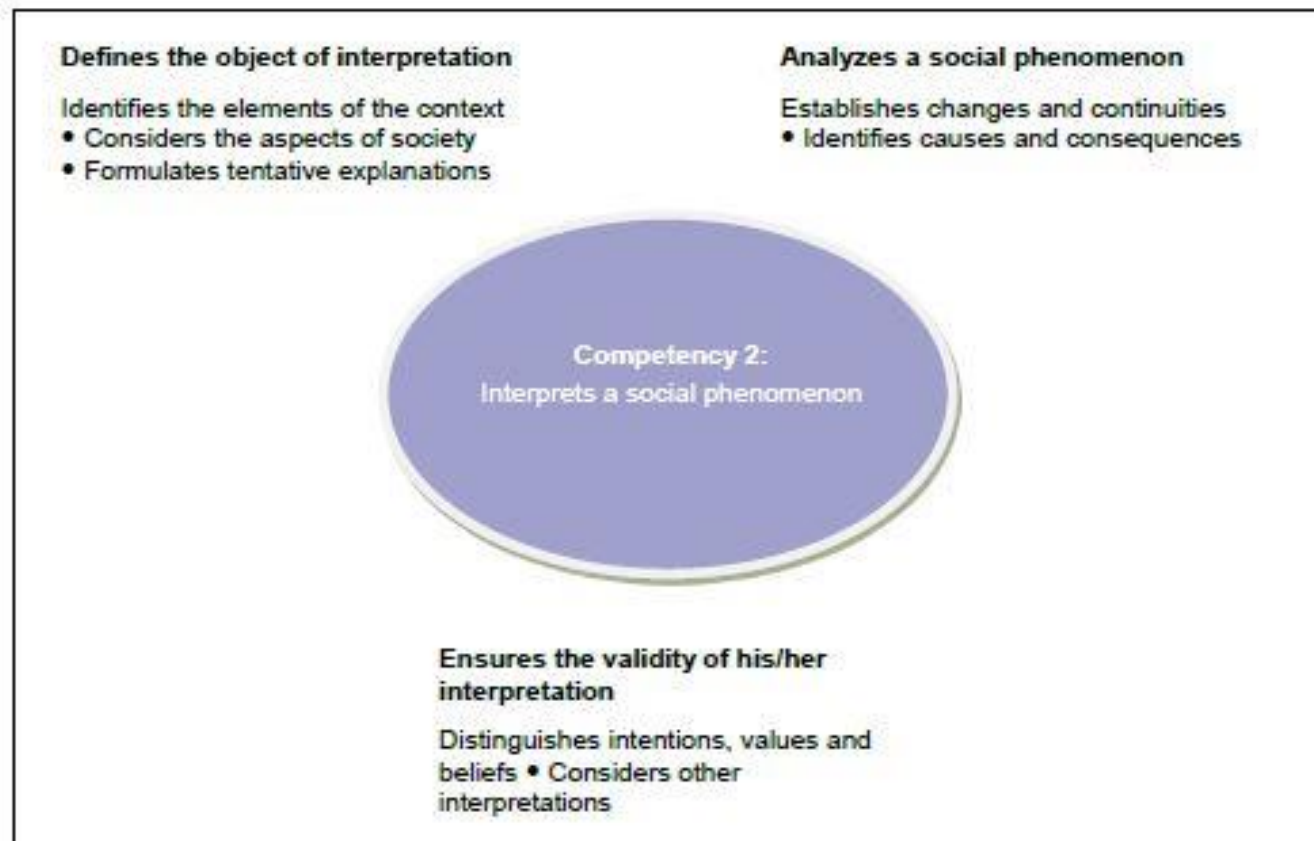 Defines the object of interpretation
Identifies the elements of the context
• Considers the aspects of society
• Formulates tentative explanations
Analyzes a social phenomenon
Establishes changes and continuities
• Identifies causes and consequences
Competency 2:
Interprets a social phenomenon
Ensures the validity of his/her
interpretation
Distinguishes intentions, values and
beliefs • Considers other
interpretations